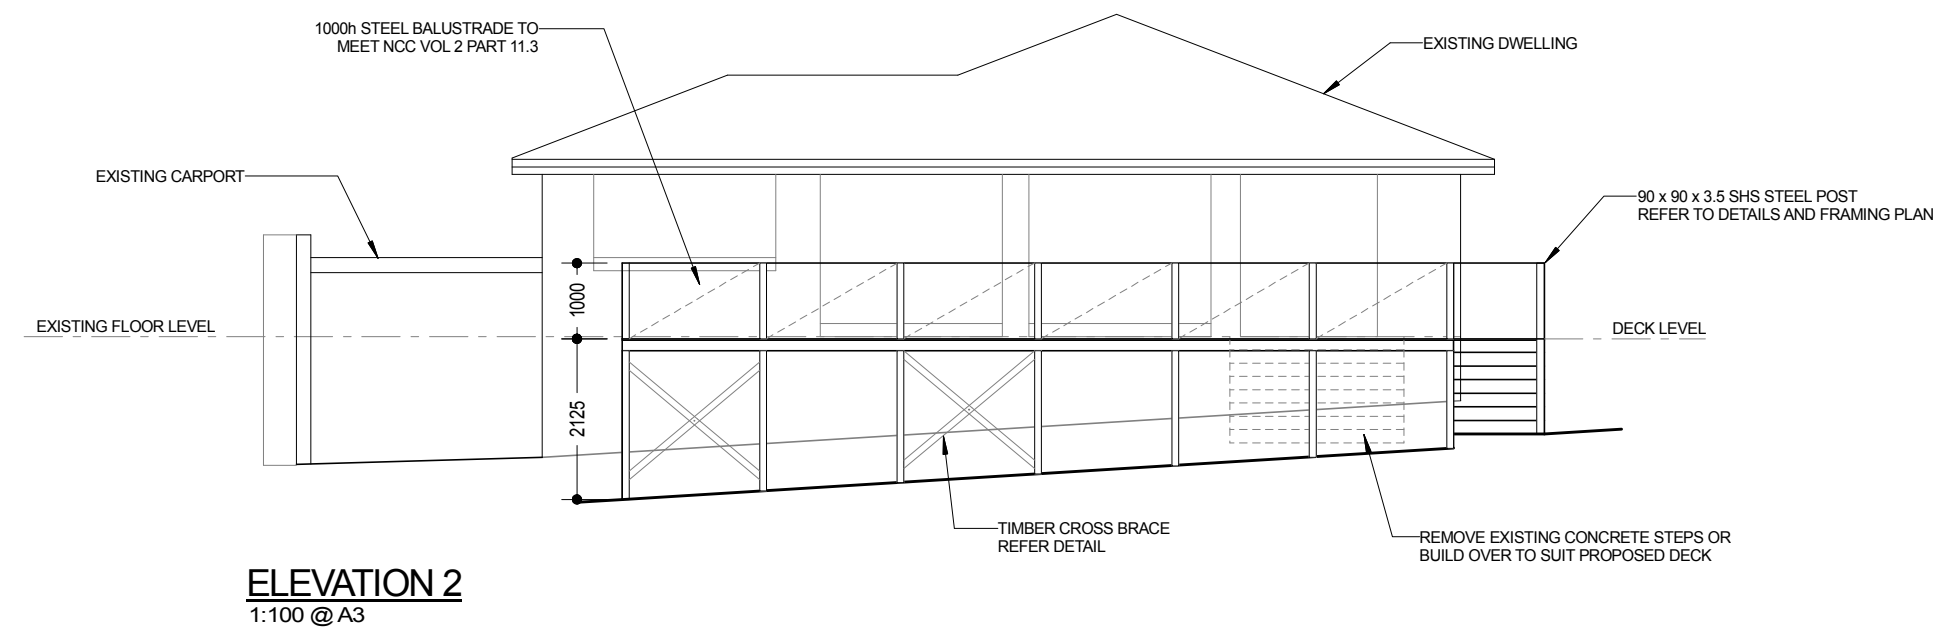 1000h STEEL BALUSTRADE TO
MEET NCC VOL 2 PART 11.3
EXISTING DWELLING
EXISTING CARPORT
90 x 90 x 3.5 SHS STEEL POST
REFER TO DETAILS AND FRAMING PLAN
1000
EXISTING FLOOR LEVEL
DECK LEVEL
2125
TIMBER CROSS BRACE
REFER DETAIL
REMOVE EXISTING CONCRETE STEPS OR
BUILD OVER TO SUIT PROPOSED DECK
ELEVATION 2
1:100 @ A3